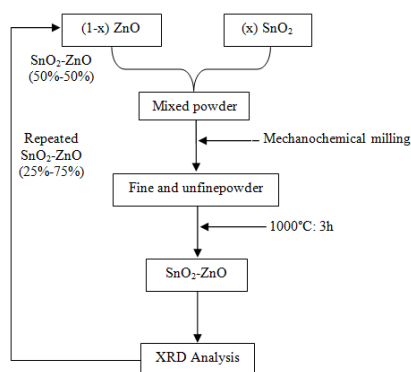 (1-x) ZnO
(x) SnO₂
SnO₂-ZnO
(50%-50%)
Mixed powder
Mechanochemical milling
Repeated
SnO₂-ZnO
(25%-75%)
Fine and unfinepowder
1000°C: 3h
SnO₂-ZnO
XRD Analysis